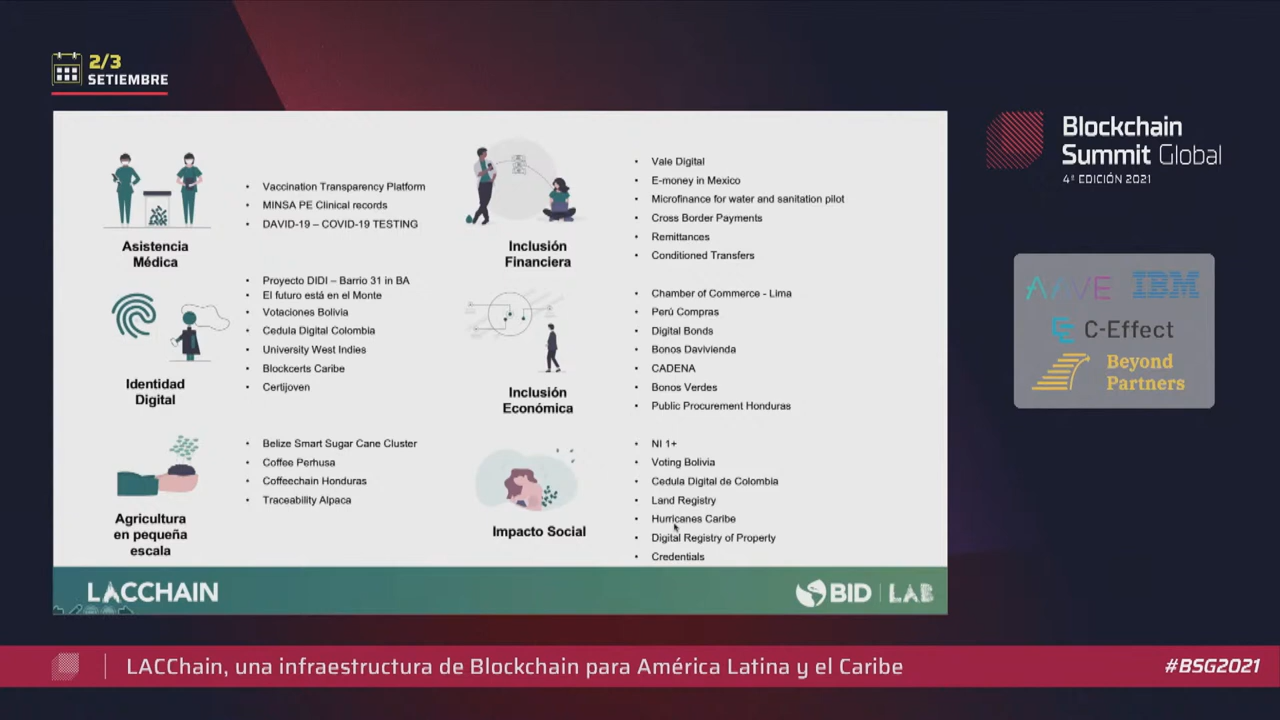 2/3
SETIEMBRE
Blockchain
Summit Global
4ª EDICIÓN 2021
AAVE IBM
C-Effect
Beyond
Partners
Asistencia
Médica
• Vaccination Transparency Platform
• MINSA PE Clinical records
• DAVID-19 – COVID-19 TESTING
Inclusión
Financiera
• Vale Digital
• E-money in Mexico
• Microfinance for water and sanitation pilot
• Cross Border Payments
• Remittances
• Conditioned Transfers
Identidad
Digital
• Proyecto DIDI – Barrio 31 in BA
• El futuro está en el Monte
• Votaciones Bolivia
• Cedula Digital Colombia
• University West Indies
• Blockcerts Caribe
• Certijoven
Inclusión
Económica
• Chamber of Commerce - Lima
• Perú Compras
• Digital Bonds
• Bonos Davivienda
• CADENA
• Bonos Verdes
• Public Procurement Honduras
Agricultura
en pequeña
escala
• Belize Smart Sugar Cane Cluster
• Coffee Perhusa
• Coffeechain Honduras
• Traceability Alpaca
Impacto Social
• NI 1+
• Voting Bolivia
• Cedula Digital de Colombia
• Land Registry
• Hurricanes Caribe
• Digital Registry of Property
• Credentials
LACCHAIN
BID | LAB
LACChain, una infraestructura de Blockchain para América Latina y el Caribe
#BSG2021